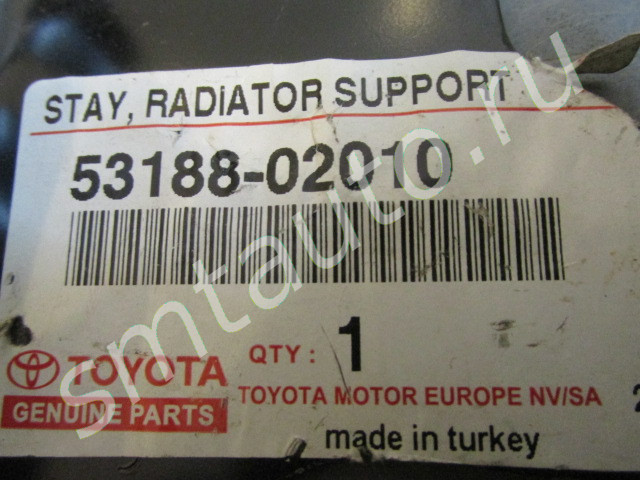 STAY, RADiATOR SUPPORT
53188-02010
TOYOTA
GENUINE PARTS
QTY : 1
TOYOTA MOTOR EUROPE NV/SA
made in turkey
2
smtauto.ru